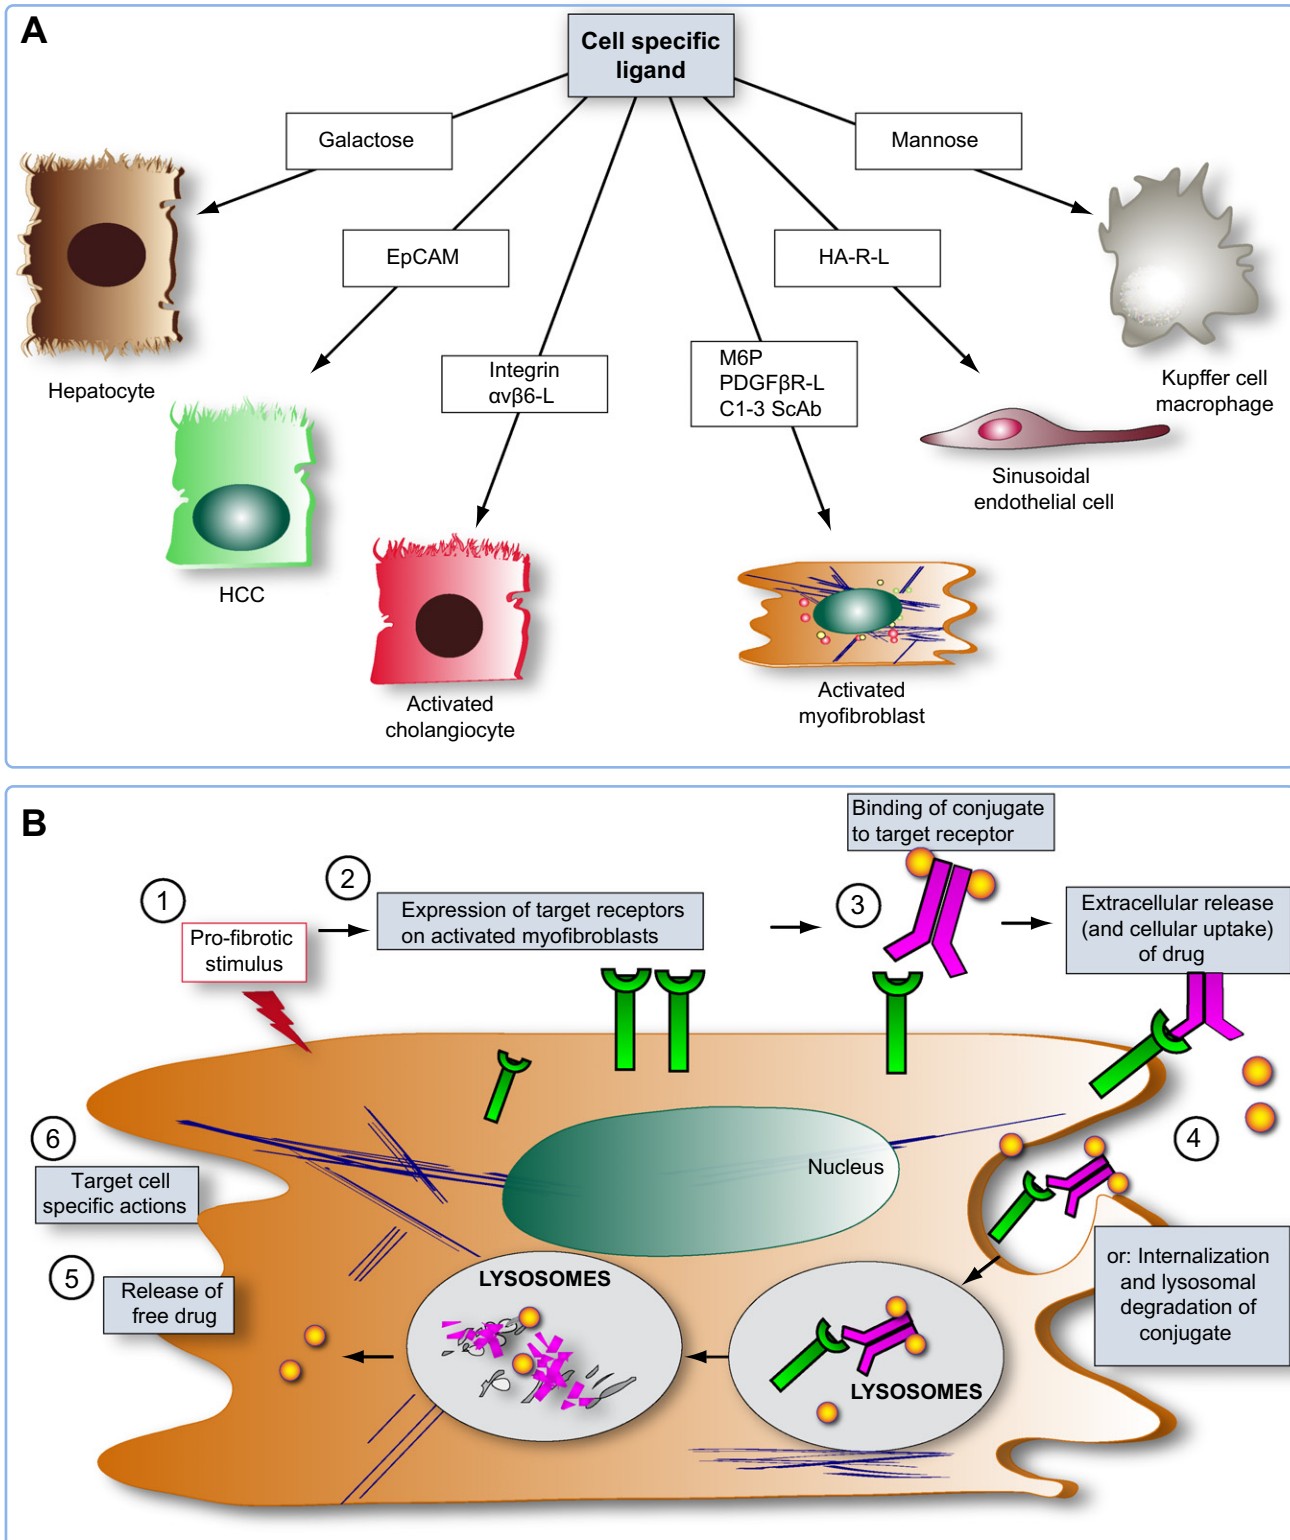 A
Cell specific
ligand
Galactose
Mannose
EpCAM
HA-R-L
Integrin
αvβ6-L
M6P
PDGFβR-L
C1-3 ScAb
Hepatocyte
Kupffer cell
macrophage
HCC
Sinusoidal
endothelial cell
Activated
cholangiocyte
Activated
myofibroblast
B
1
Pro-fibrotic
stimulus
2
Expression of target receptors
on activated myofibroblasts
3
Binding of conjugate
to target receptor
Extracellular release
(and cellular uptake)
of drug
4
or: Internalization
and lysosomal
degradation of
conjugate
Nucleus
LYSOSOMES
LYSOSOMES
5
Release of
free drug
6
Target cell
specific actions